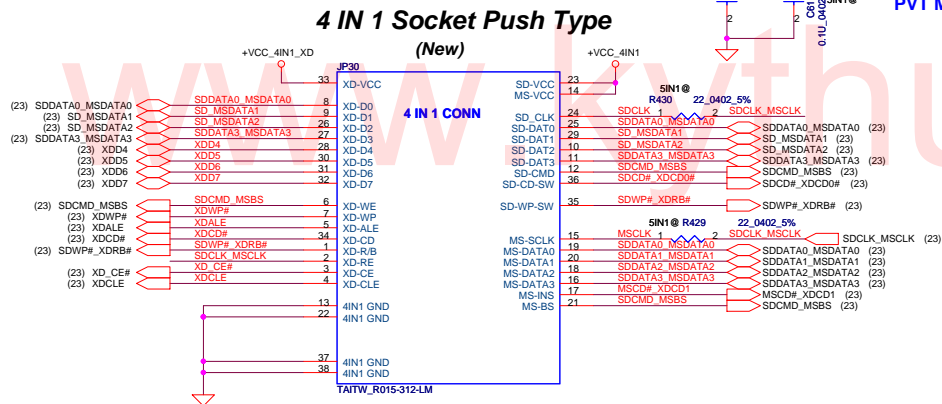 4 IN 1 Socket Push Type
(New)
2 2
C61
0.1U_0402
5IN1@
PVT M
www.kythu
+VCC_4IN1_XD
+VCC_4IN1
JP30
4 IN 1 CONN
33 XD-VCC
(23) SDDATA0_MSDATA0 SDDATA0_MSDATA0 8 XD-D0
(23) SD_MSDATA1 SD_MSDATA1 9 XD-D1
(23) SD_MSDATA2 SD_MSDATA2 26 XD-D2
(23) SDDATA3_MSDATA3 SDDATA3_MSDATA3 27 XD-D3
(23) XDD4 XDD4 28 XD-D4
(23) XDD5 XDD5 30 XD-D5
(23) XDD6 XDD6 31 XD-D6
(23) XDD7 XDD7 32 XD-D7
(23) SDCMD_MSBS SDCMD_MSBS 6 XD-WE
(23) XDWP# XDWP# 7 XD-WP
(23) XDALE XDALE 5 XD-ALE
(23) XDCD# XDCD# 34 XD-CD
(23) SDWP#_XDRB# SDWP#_XDRB# 1 XD-R/B
SDCLK_MSCLK 2 XD-RE
(23) XD_CE# XD_CE# 3 XD-CE
(23) XDCLE XDCLE 4 XD-CLE
13 4IN1 GND
22 4IN1 GND
37 4IN1 GND
38 4IN1 GND
SD-VCC 23
MS-VCC 14
5IN1@
R430 22_0402_5%
SD_CLK 24 SDCLK 1 2 SDCLK_MSCLK
SD-DAT0 25 SDDATA0_MSDATA0 SDDATA0_MSDATA0 (23)
SD-DAT1 29 SD_MSDATA1 SD_MSDATA1 (23)
SD-DAT2 10 SD_MSDATA2 SD_MSDATA2 (23)
SD-DAT3 11 SDDATA3_MSDATA3 SDDATA3_MSDATA3 (23)
SD-CMD 12 SDCMD_MSBS SDCMD_MSBS (23)
SD-CD-SW 36 SDCD#_XDCD0# SDCD#_XDCD0# (23)
SD-WP-SW 35 SDWP#_XDRB# SDWP#_XDRB# (23)
5IN1@ R429 22_0402_5%
MS-SCLK 15 MSCLK 1 2 SDCLK_MSCLK SDCLK_MSCLK (23)
MS-DATA0 19 SDDATA0_MSDATA0 SDDATA0_MSDATA0 (23)
MS-DATA1 20 SDDATA1_MSDATA1 SDDATA1_MSDATA1 (23)
MS-DATA2 18 SDDATA2_MSDATA2 SDDATA2_MSDATA2 (23)
MS-DATA3 16 SDDATA3_MSDATA3 SDDATA3_MSDATA3 (23)
MS-INS 17 MSCD#_XDCD1 MSCD#_XDCD1 (23)
MS-BS 21 SDCMD_MSBS SDCMD_MSBS (23)
TAITW_R015-312-LM